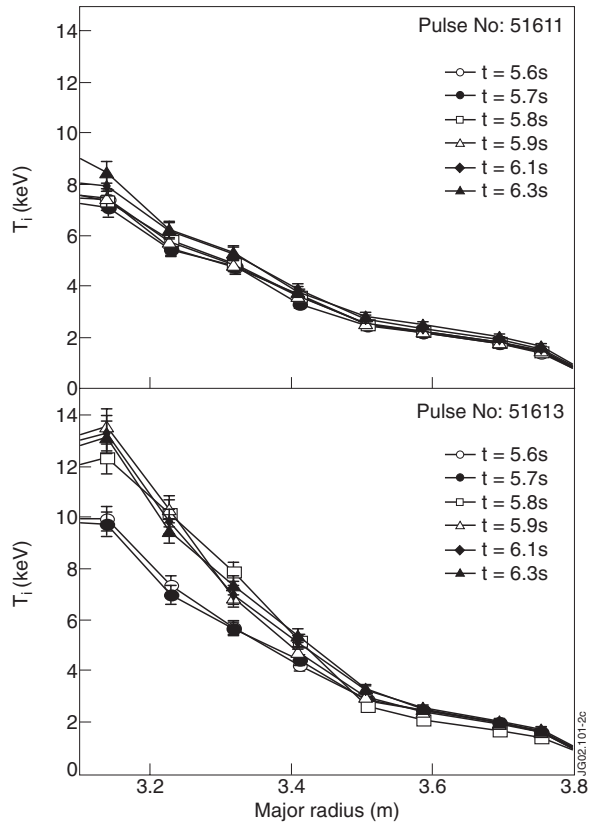 14
12
10
8
6
4
2
0
T_i (keV)
Pulse No: 51611
t = 5.6s
t = 5.7s
t = 5.8s
t = 5.9s
t = 6.1s
t = 6.3s
14
12
10
8
6
4
2
0
T_i (keV)
Pulse No: 51613
t = 5.6s
t = 5.7s
t = 5.8s
t = 5.9s
t = 6.1s
t = 6.3s
3.2 3.4 3.6 3.8
Major radius (m)
JG02.101-2c